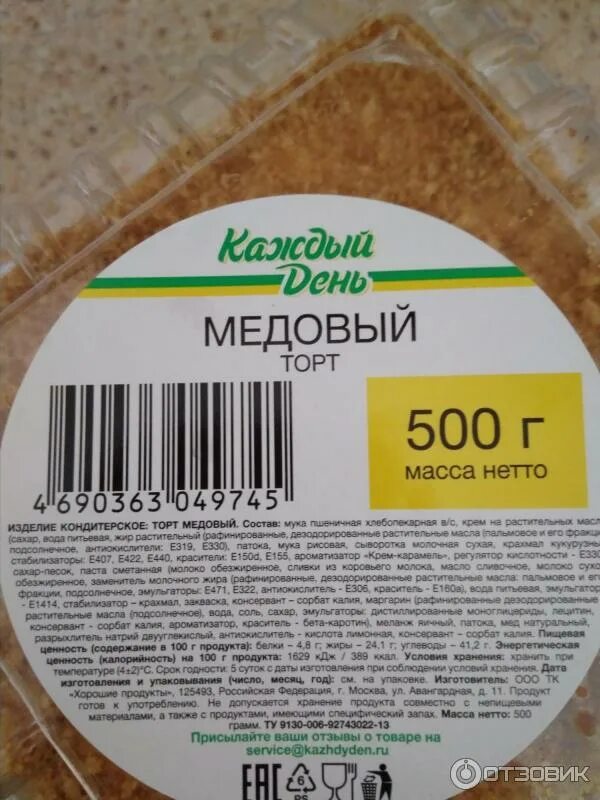 Каждый
День
МЕДОВЫЙ
ТОРТ
500 г
масса нетто
4 690363 049745
ИЗДЕЛИЕ КОНДИТЕРСКОЕ: ТОРТ МЕДОВЫЙ. Состав: мука пшеничная хлебопекарная в/с, крем на растительных масл
(сахар, вода питьевая, жир растительный (рафинированные, дезодорированные растительные масла (пальмовое и его фракци
подсолнечное, антиокислители: Е319, Е330), патока, мука рисовая, сыворотка молочная сухая, крахмал кукурузны
стабилизаторы: Е407, Е422, Е440, красители: Е150d, Е155, ароматизатор «Крем-карамель», регулятор кислотности - Е330
сахар-песок, паста сметанная (молоко обезжиренное, сливки из коровьего молока, масло сливочное, молоко сухо
обезжиренное, заменитель молочного жира (рафинированные, дезодорированные растительные масла: пальмовое и его
фракции, подсолнечное, эмульгаторы: Е471, Е322, антиокислитель - Е306, краситель - Е160а), вода питьевая, эмульгатор
- Е1414, стабилизатор – крахмал, закваска, консервант – сорбат калия, маргарин (рафинированные дезодорированные
растительные масла (подсолнечное), вода, соль, сахар, эмульгаторы: дистиллированные моноглицериды, лецитин,
консервант - сорбат калия, ароматизатор, краситель - бета-каротин), меланж яичный, патока, мед натуральный,
разрыхлитель натрий двууглекислый, антиокислитель - кислота лимонная, консервант – сорбат калия. Пищевая
ценность (содержание в 100 г продукта): белки – 4,8 г; жиры – 24,1 г; углеводы – 41,2 г. Энергетическая
ценность (калорийность) на 100 г продукта: 1629 кДж / 389 ккал. Условия хранения: хранить при
температуре (4±2)°С. Срок годности: 5 суток с даты изготовления при соблюдении условий хранения. Дата
изготовления и упаковывания (число, месяц, год): см. на упаковке. Изготовитель: ООО ТК
«Хорошие продукты», 125493, Российская Федерация, г. Москва, ул. Авангардная, д. 11. Продукт
готов к употреблению. Не допускается хранение продукта совместно с непищевыми
материалами, а также с продуктами, имеющими специфический запах. Масса нетто: 500
грамм. ТУ 9130-006-92743022-13
Присылайте ваши отзывы о товаре на
service@kazhdyden.ru
EAC 6 PS
ОТЗОВИК